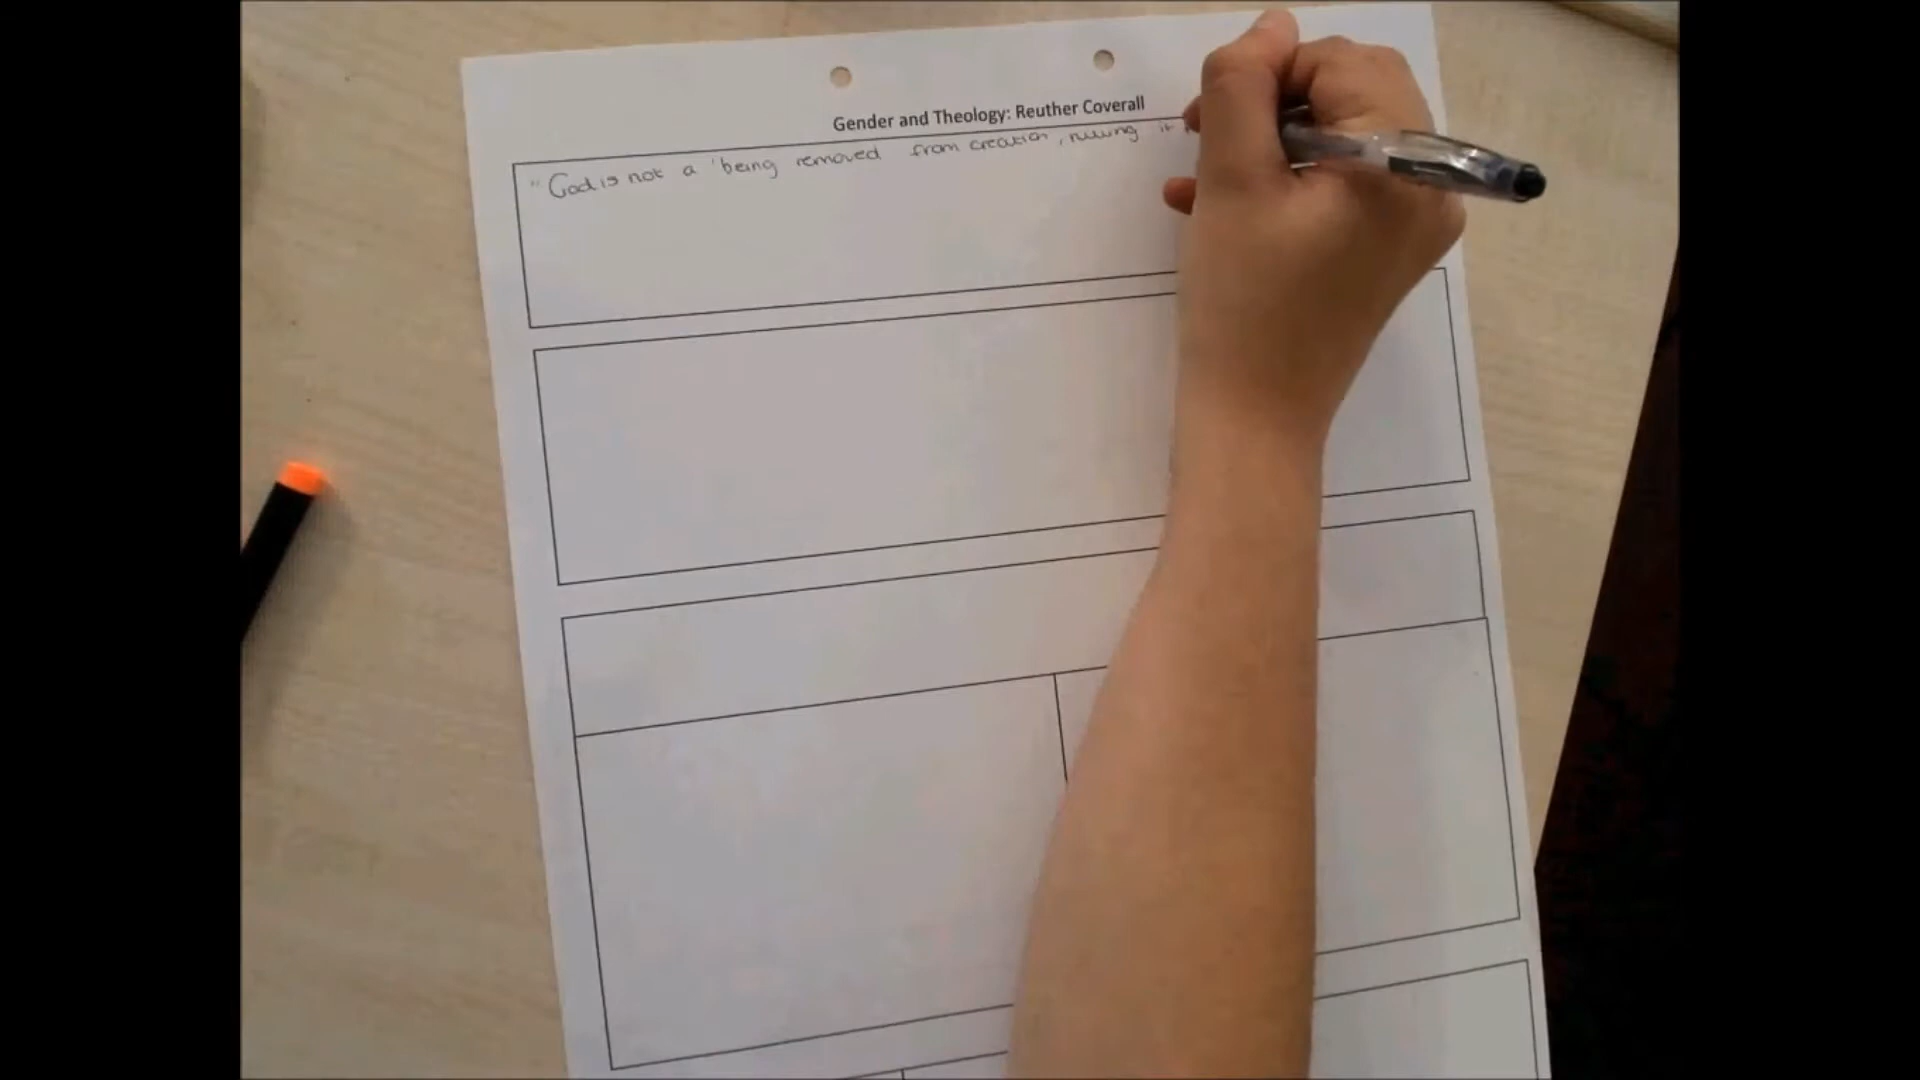 Gender and Theology: Reuther Coverall
"God is not a 'being removed from creation, ruling it